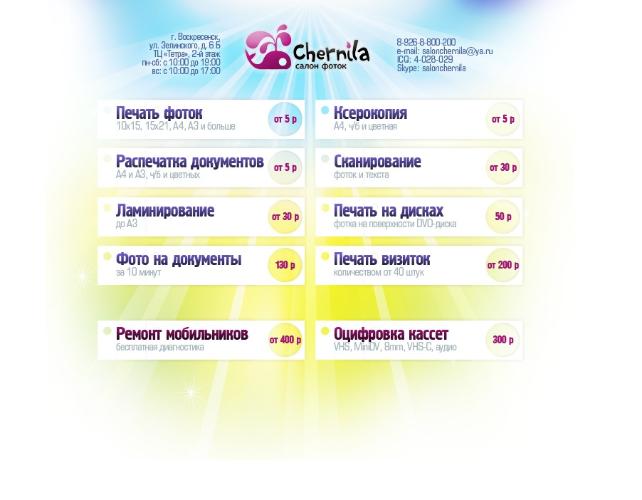 г. Воскресенск,
ул. Зелинского, д. 6 Б
ТЦ «Тетра», 2-й этаж
пн-сб: с 10:00 до 19:00
вс: с 10:00 до 17:00
Chernila
салон фоток
8-926-8-800-200
e-mail: salonchernila@ya.ru
ICQ: 4-028-029
Skype: salonchernila
Печать фоток
10x15, 15x21, А4, А3 и больше
от 5 р
Ксерокопия
А4, ч/б и цветная
от 5 р
Распечатка документов
А4 и А3, ч/б и цветных
от 5 р
Сканирование
фоток и текста
от 30 р
Ламинирование
до А3
от 30 р
Печать на дисках
фотка на поверхности DVD-диска
50 р
Фото на документы
за 10 минут
130 р
Печать визиток
количеством от 40 штук
от 200 р
Ремонт мобильников
бесплатная диагностика
от 400 р
Оцифровка кассет
VHS, MiniDV, 8mm, VHS-C, аудио
300 р